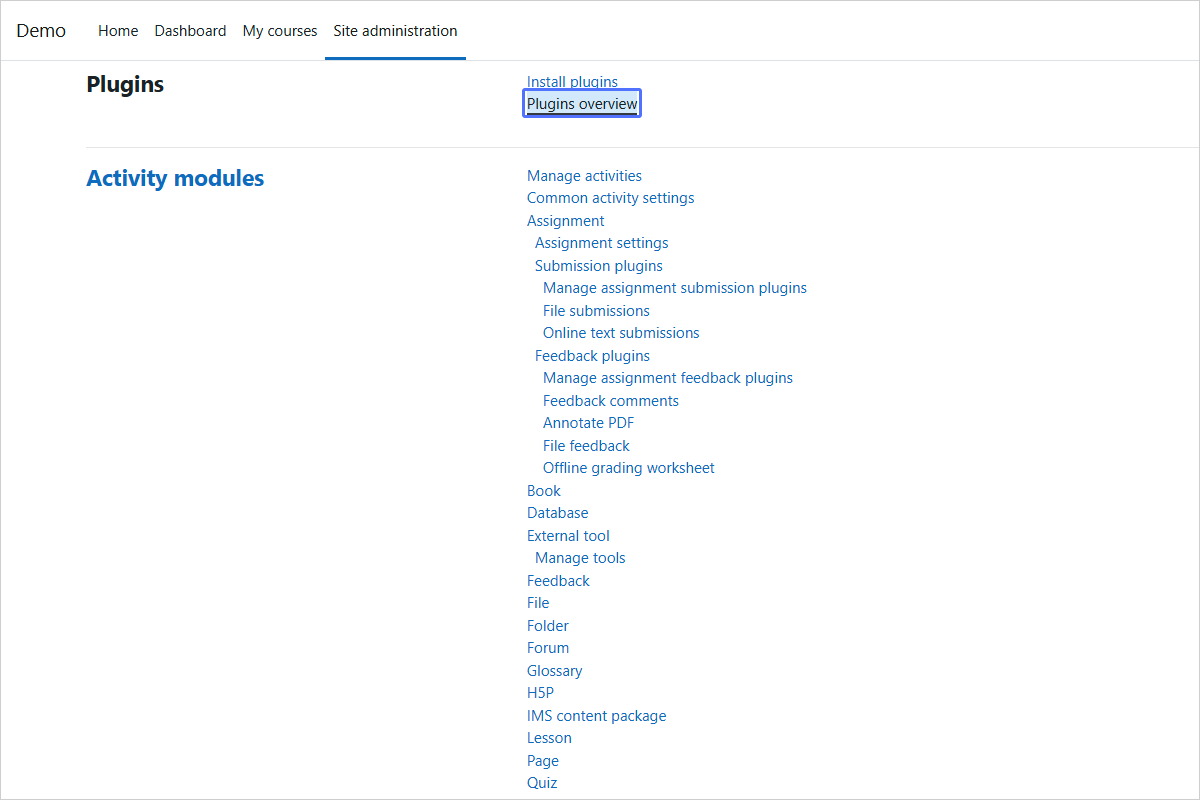 Demo Home Dashboard My courses Site administration
Plugins
Install plugins
Plugins overview
Activity modules
Manage activities
Common activity settings
Assignment
Assignment settings
Submission plugins
Manage assignment submission plugins
File submissions
Online text submissions
Feedback plugins
Manage assignment feedback plugins
Feedback comments
Annotate PDF
File feedback
Offline grading worksheet
Book
Database
External tool
Manage tools
Feedback
File
Folder
Forum
Glossary
H5P
IMS content package
Lesson
Page
Quiz